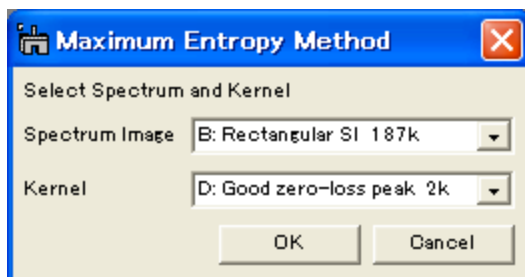 Maximum Entropy Method
Select Spectrum and Kernel
Spectrum Image B: Rectangular SI 187k
Kernel D: Good zero-loss peak 2k
OK Cancel